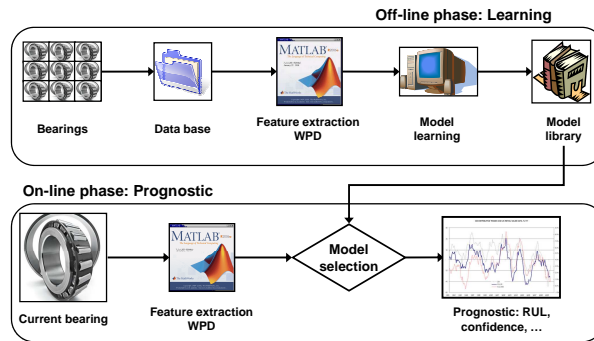 Off-line phase: Learning
MATLAB
Bearings
Data base
Feature extraction
WPD
Model
learning
Model
library
On-line phase: Prognostic
MATLAB
Model
selection
Current bearing
Feature extraction
WPD
Prognostic: RUL,
confidence, ...